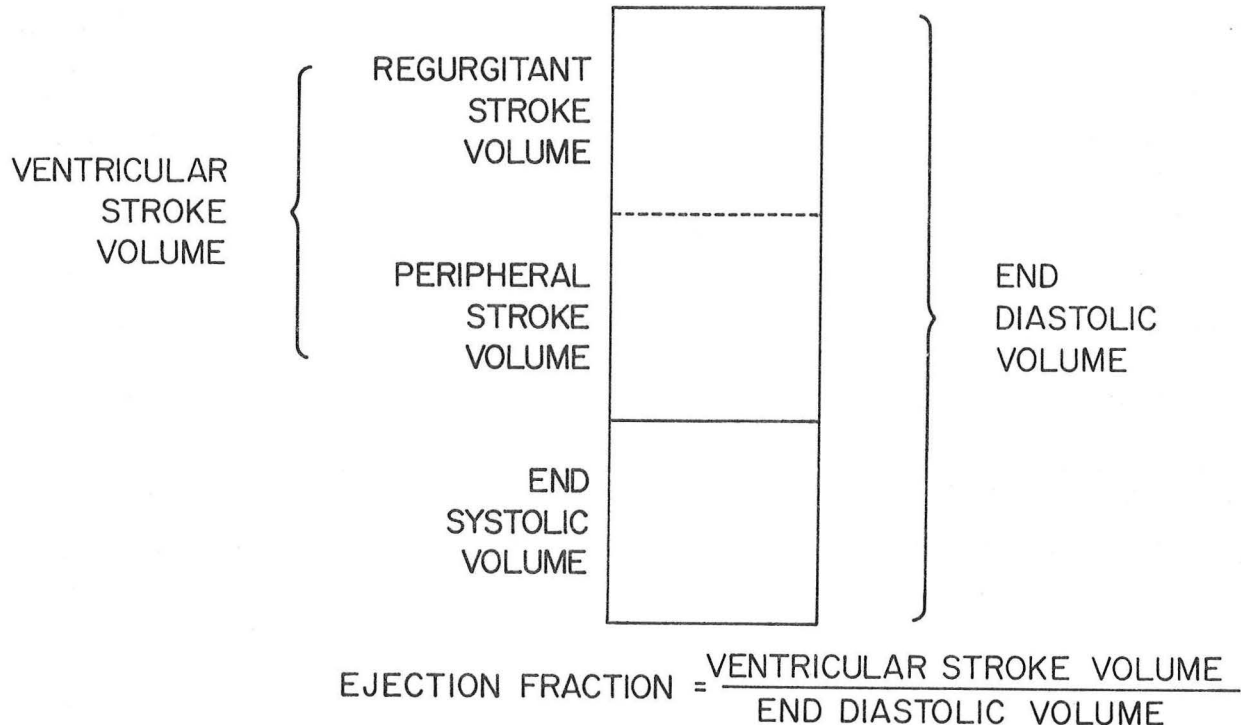 REGURGITANT
STROKE
VOLUME
VENTRICULAR
STROKE
VOLUME
PERIPHERAL
STROKE
VOLUME
END
DIASTOLIC
VOLUME
END
SYSTOLIC
VOLUME
EJECTION FRACTION = VENTRICULAR STROKE VOLUME
END DIASTOLIC VOLUME